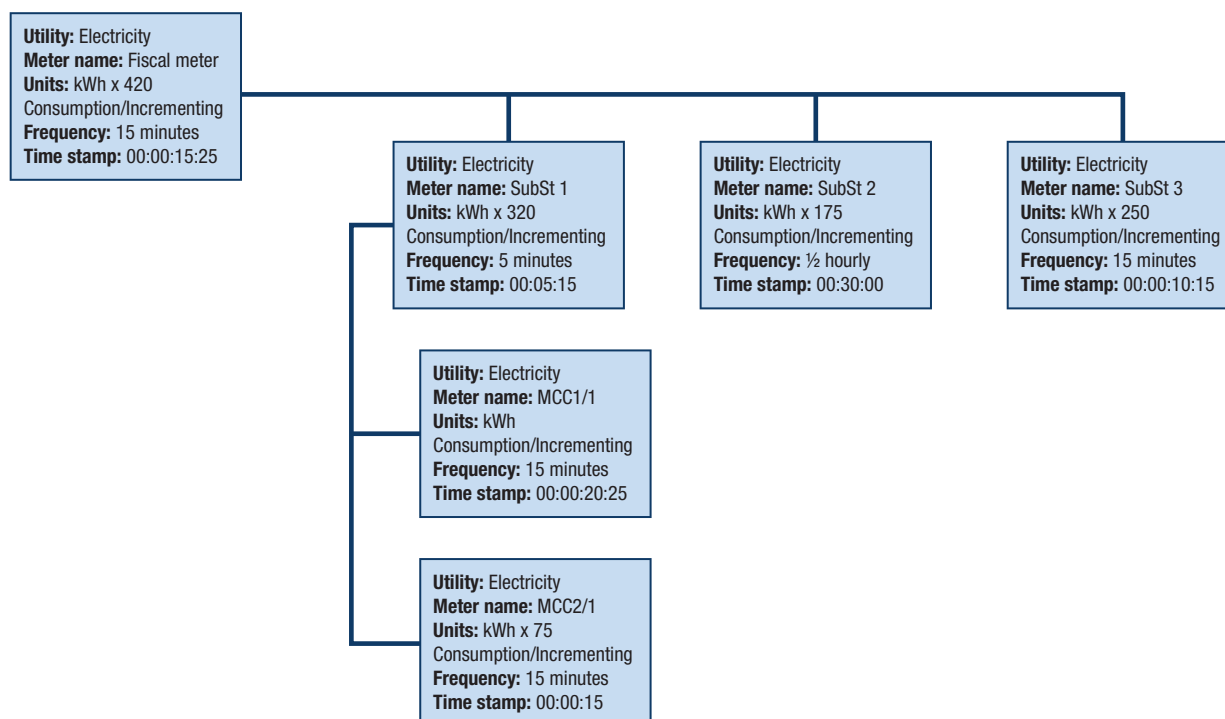 Utility: Electricity
Meter name: Fiscal meter
Units: kWh x 420
Consumption/Incrementing
Frequency: 15 minutes
Time stamp: 00:00:15:25
Utility: Electricity
Meter name: SubSt 1
Units: kWh x 320
Consumption/Incrementing
Frequency: 5 minutes
Time stamp: 00:05:15
Utility: Electricity
Meter name: SubSt 2
Units: kWh x 175
Consumption/Incrementing
Frequency: ½ hourly
Time stamp: 00:30:00
Utility: Electricity
Meter name: SubSt 3
Units: kWh x 250
Consumption/Incrementing
Frequency: 15 minutes
Time stamp: 00:00:10:15
Utility: Electricity
Meter name: MCC1/1
Units: kWh
Consumption/Incrementing
Frequency: 15 minutes
Time stamp: 00:00:20:25
Utility: Electricity
Meter name: MCC2/1
Units: kWh x 75
Consumption/Incrementing
Frequency: 15 minutes
Time stamp: 00:00:15